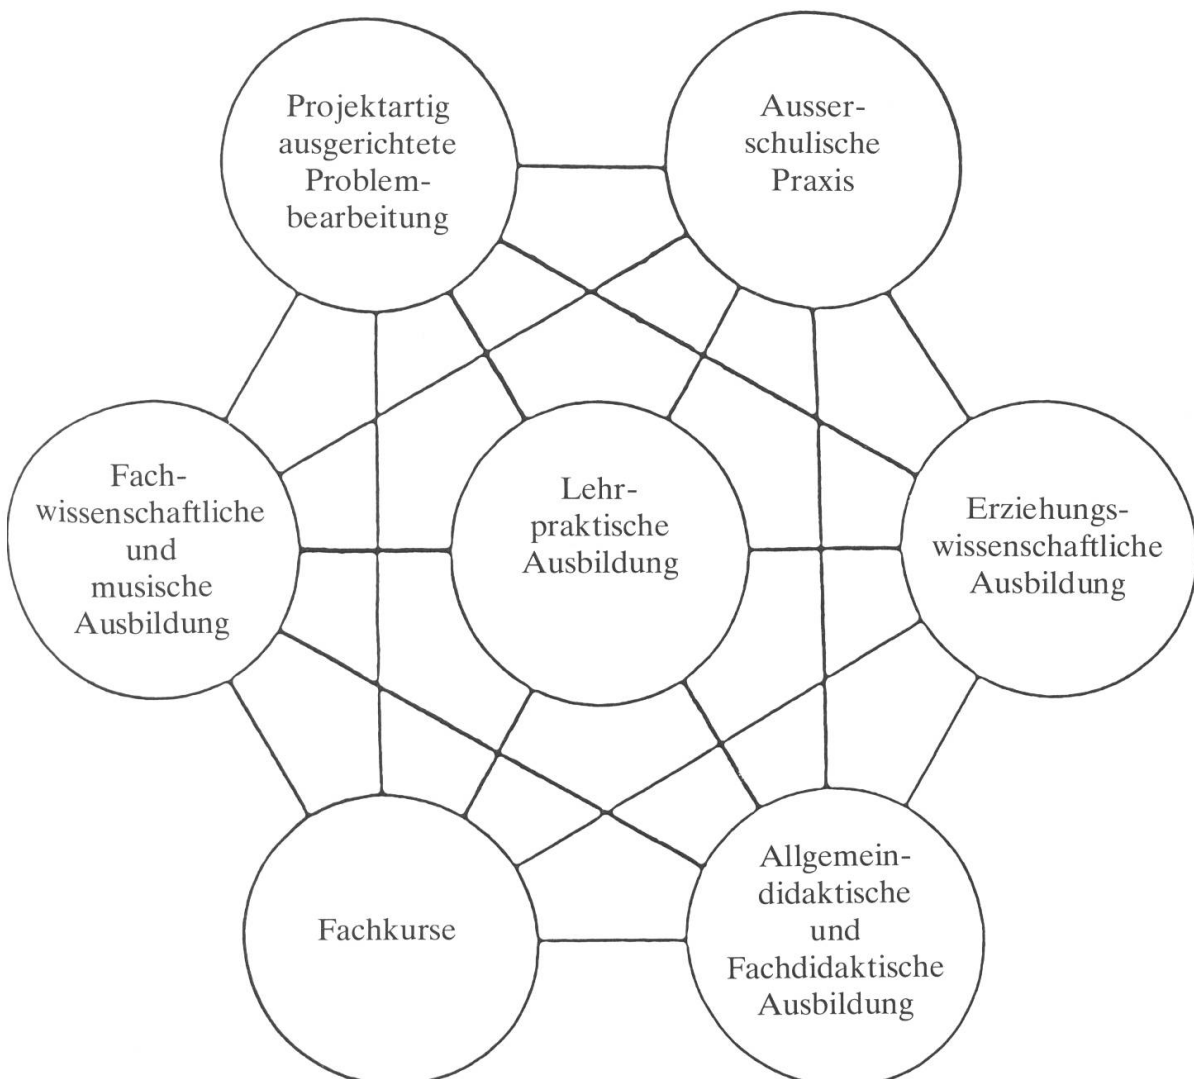 Projektartig
ausgerichtete
Problem-
bearbeitung
Ausser-
schulische
Praxis
Fach-
wissenschaftliche
und
musische
Ausbildung
Lehr-
praktische
Ausbildung
Erziehungs-
wissenschaftliche
Ausbildung
Fachkurse
Allgemein-
didaktische
und
Fachdidaktische
Ausbildung